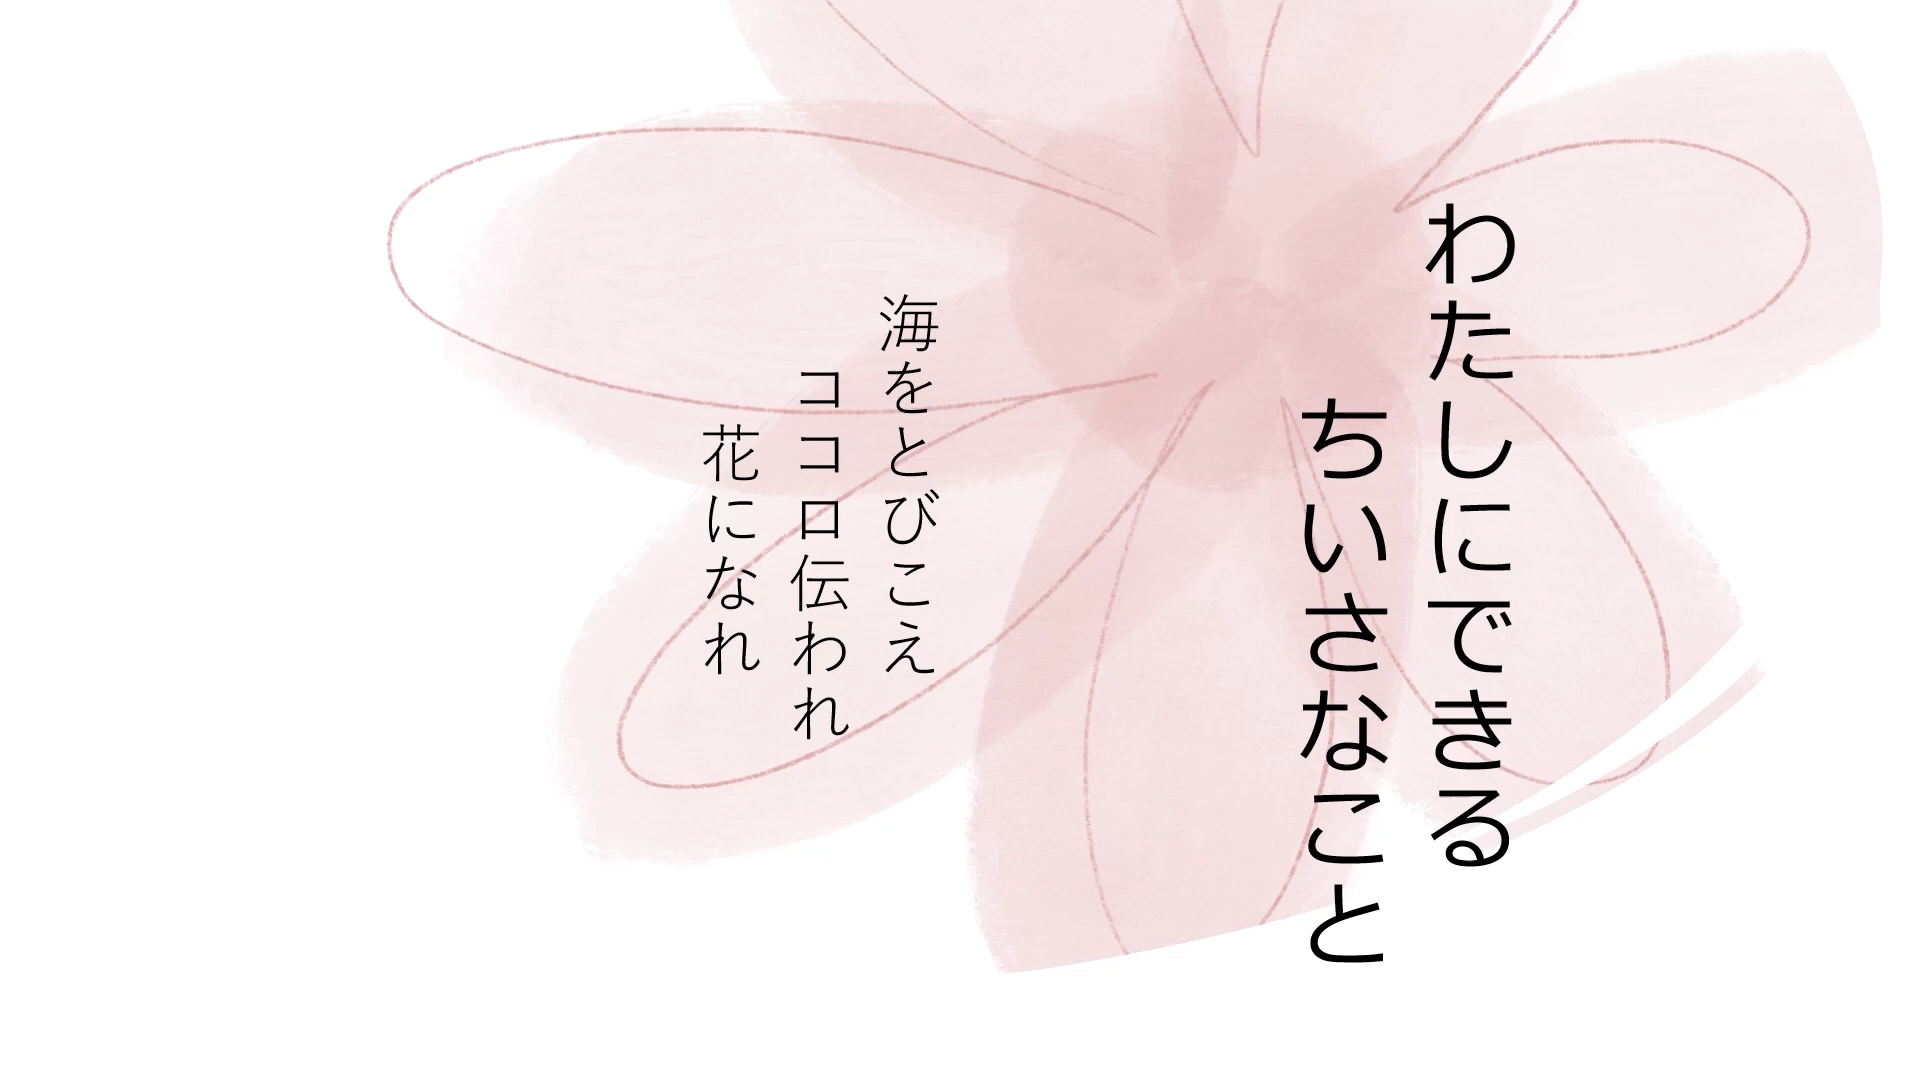 わたしにできる
ちいさなこと
海をとびこえ
ココロ伝われ
花になれ